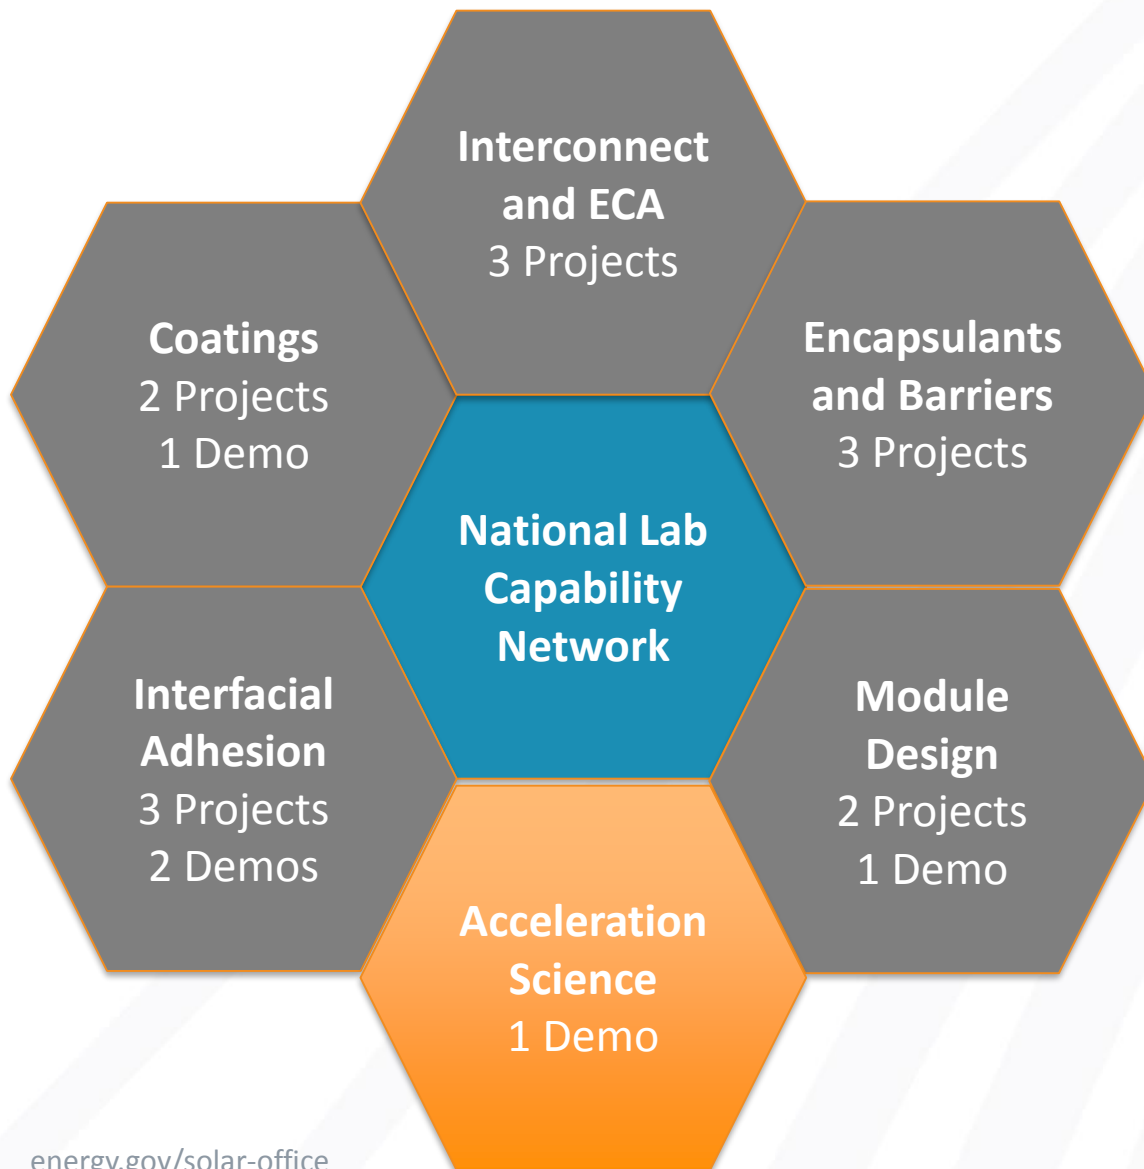 Interconnect
and ECA
3 Projects
Coatings
2 Projects
1 Demo
Encapsulants
and Barriers
3 Projects
National Lab
Capability
Network
Interfacial
Adhesion
3 Projects
2 Demos
Module
Design
2 Projects
1 Demo
Acceleration
Science
1 Demo
energy.gov/solar-office